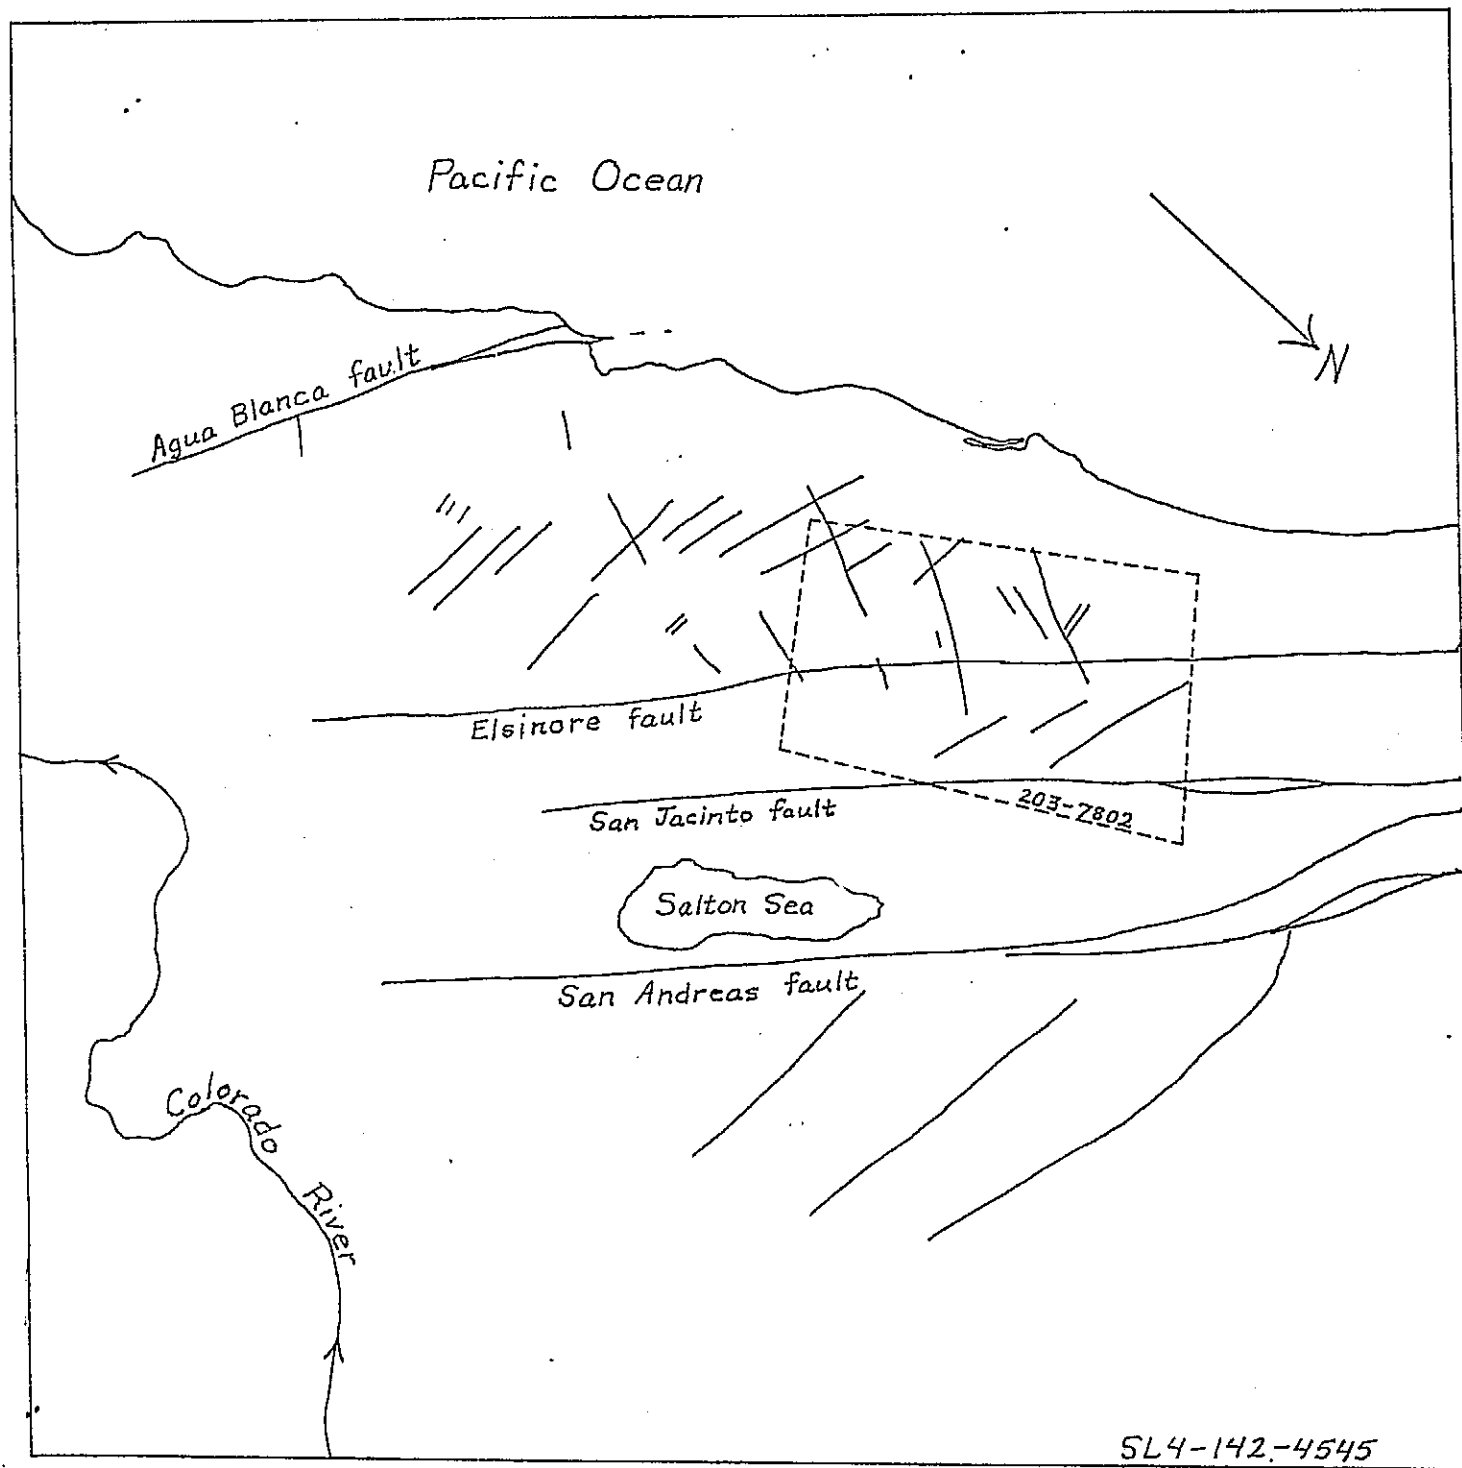 Pacific Ocean
N
Agua Blanca fault
Elsinore fault
203-7802
San Jacinto fault
Salton Sea
San Andreas fault
Colorado River
SL4-142-4545